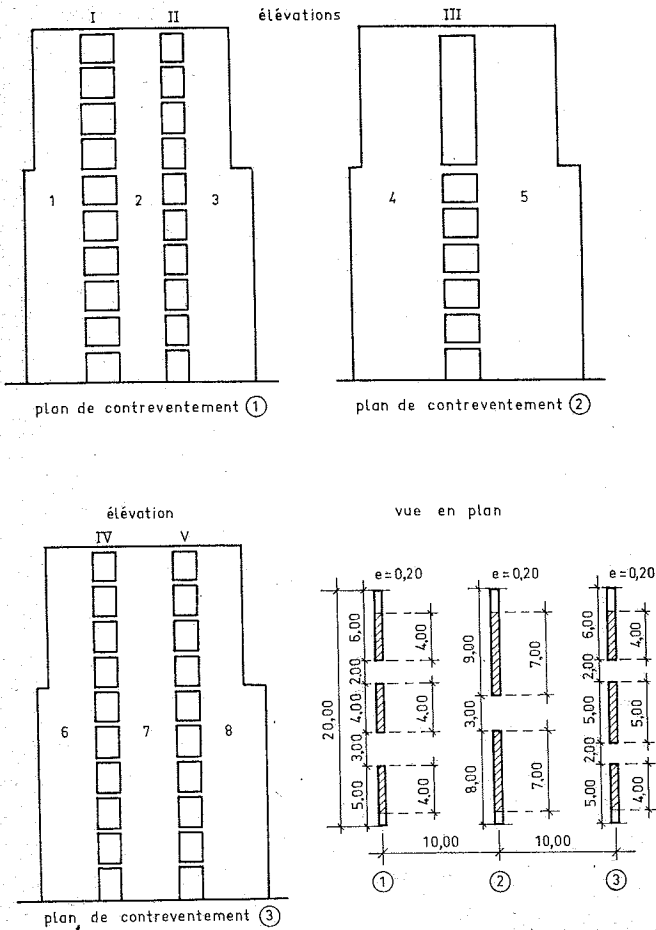 I II élévations III
1 2 3
4 5
plan de contreventement 1
plan de contreventement 2
élévation
vue en plan
IV V
e=0,20 e=0,20 e=0,20
6 7 8
20,00
6,00 2,00 4,00 3,00 5,00
4,00 4,00 4,00
9,00 3,00 8,00
7,00 7,00
6,00 2,00 5,00 2,00 5,00
4,00 5,00 4,00
10,00 10,00
1 2 3
plan de contreventement 3